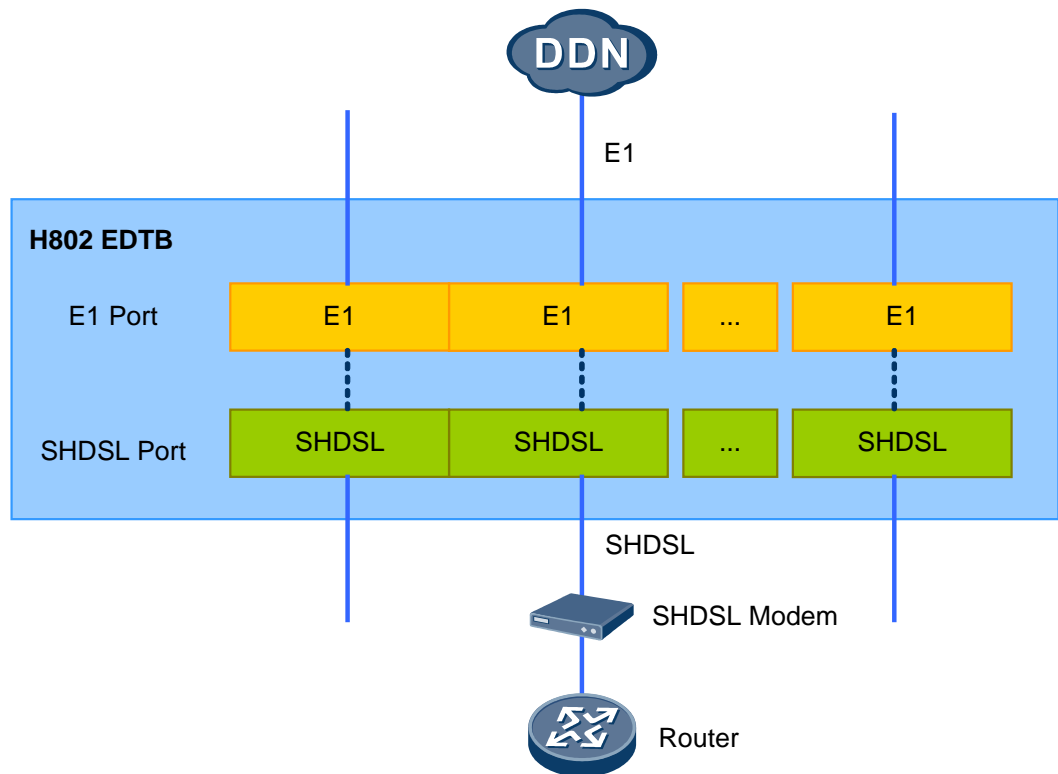 DDN
E1
H802 EDTB
E1 Port E1 E1 ... E1
SHDSL Port SHDSL SHDSL ... SHDSL
SHDSL
SHDSL Modem
Router